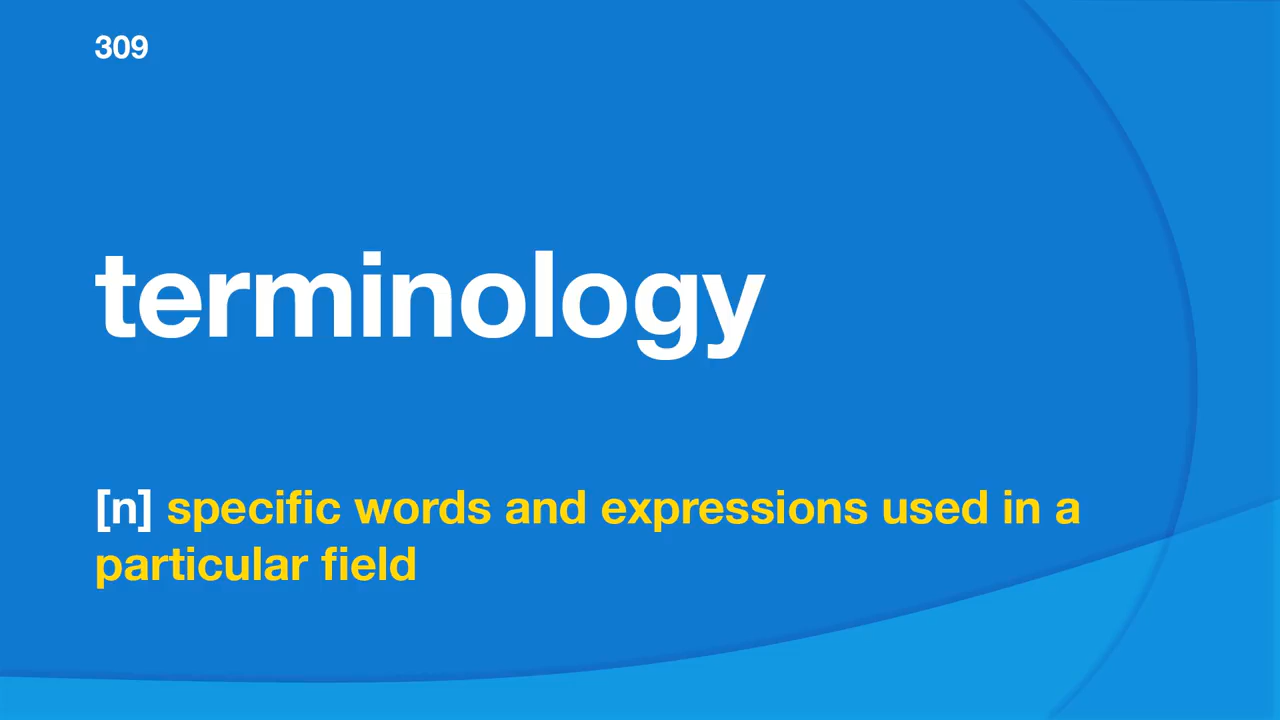 309
terminology
[n] specific words and expressions used in a
particular field